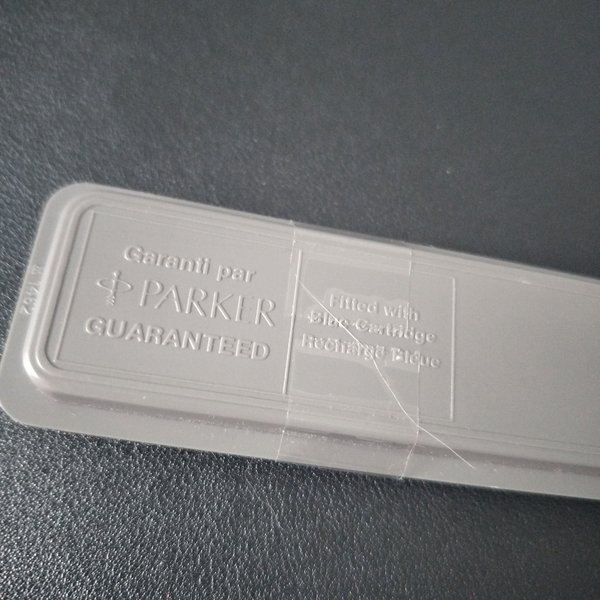 Garanti par
PARKER
GUARANTEED
Fitted with
Blue Cartridge
Recharge Bleue